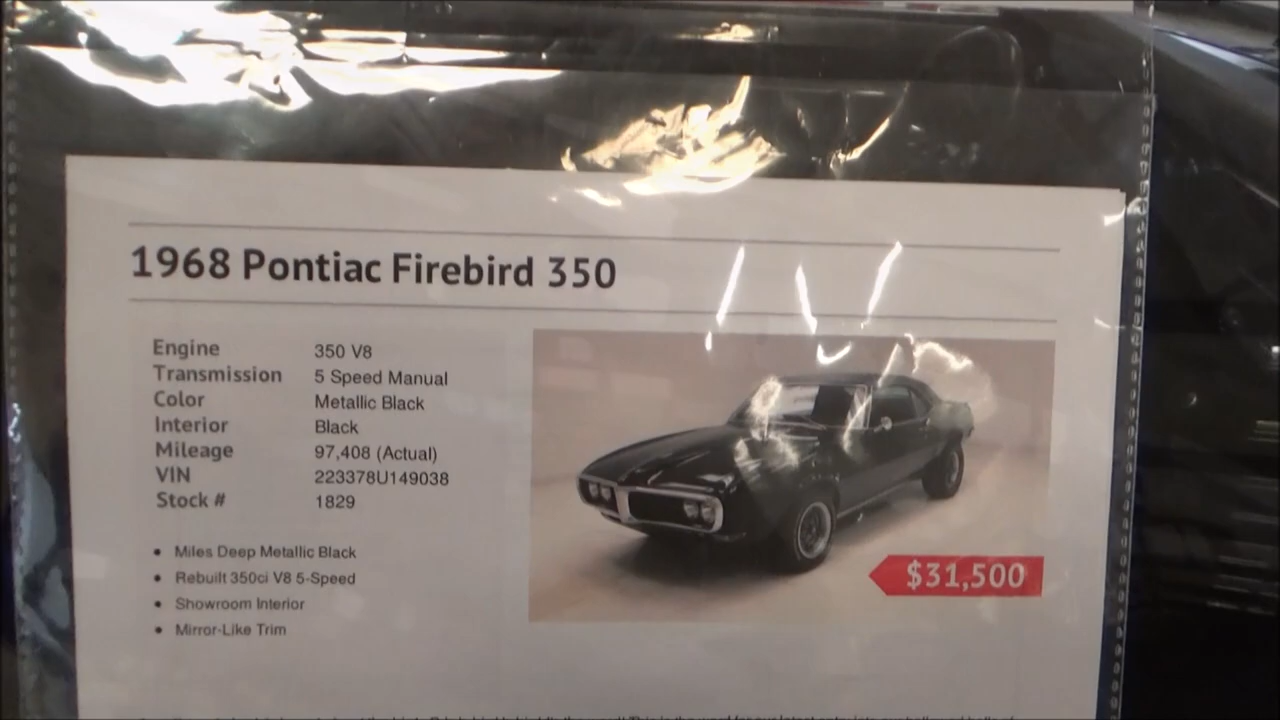 1968 Pontiac Firebird 350
Engine 350 V8
Transmission 5 Speed Manual
Color Metallic Black
Interior Black
Mileage 97,408 (Actual)
VIN 223378U149038
Stock # 1829
• Miles Deep Metallic Black
• Rebuilt 350ci V8 5-Speed
• Showroom Interior
• Mirror-Like Trim
$31,500